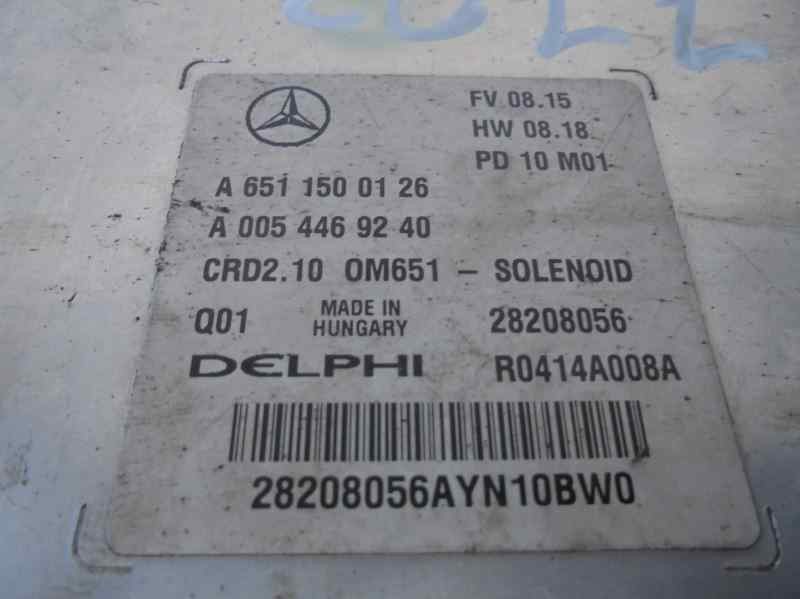 FV 08.15
HW 08.18
PD 10 M01
A 651 150 01 26
A 005 446 92 40
CRD2.10 OM651 - SOLENOID
Q01 MADE IN HUNGARY 28208056
DELPHI R0414A008A
28208056AYN10BW0